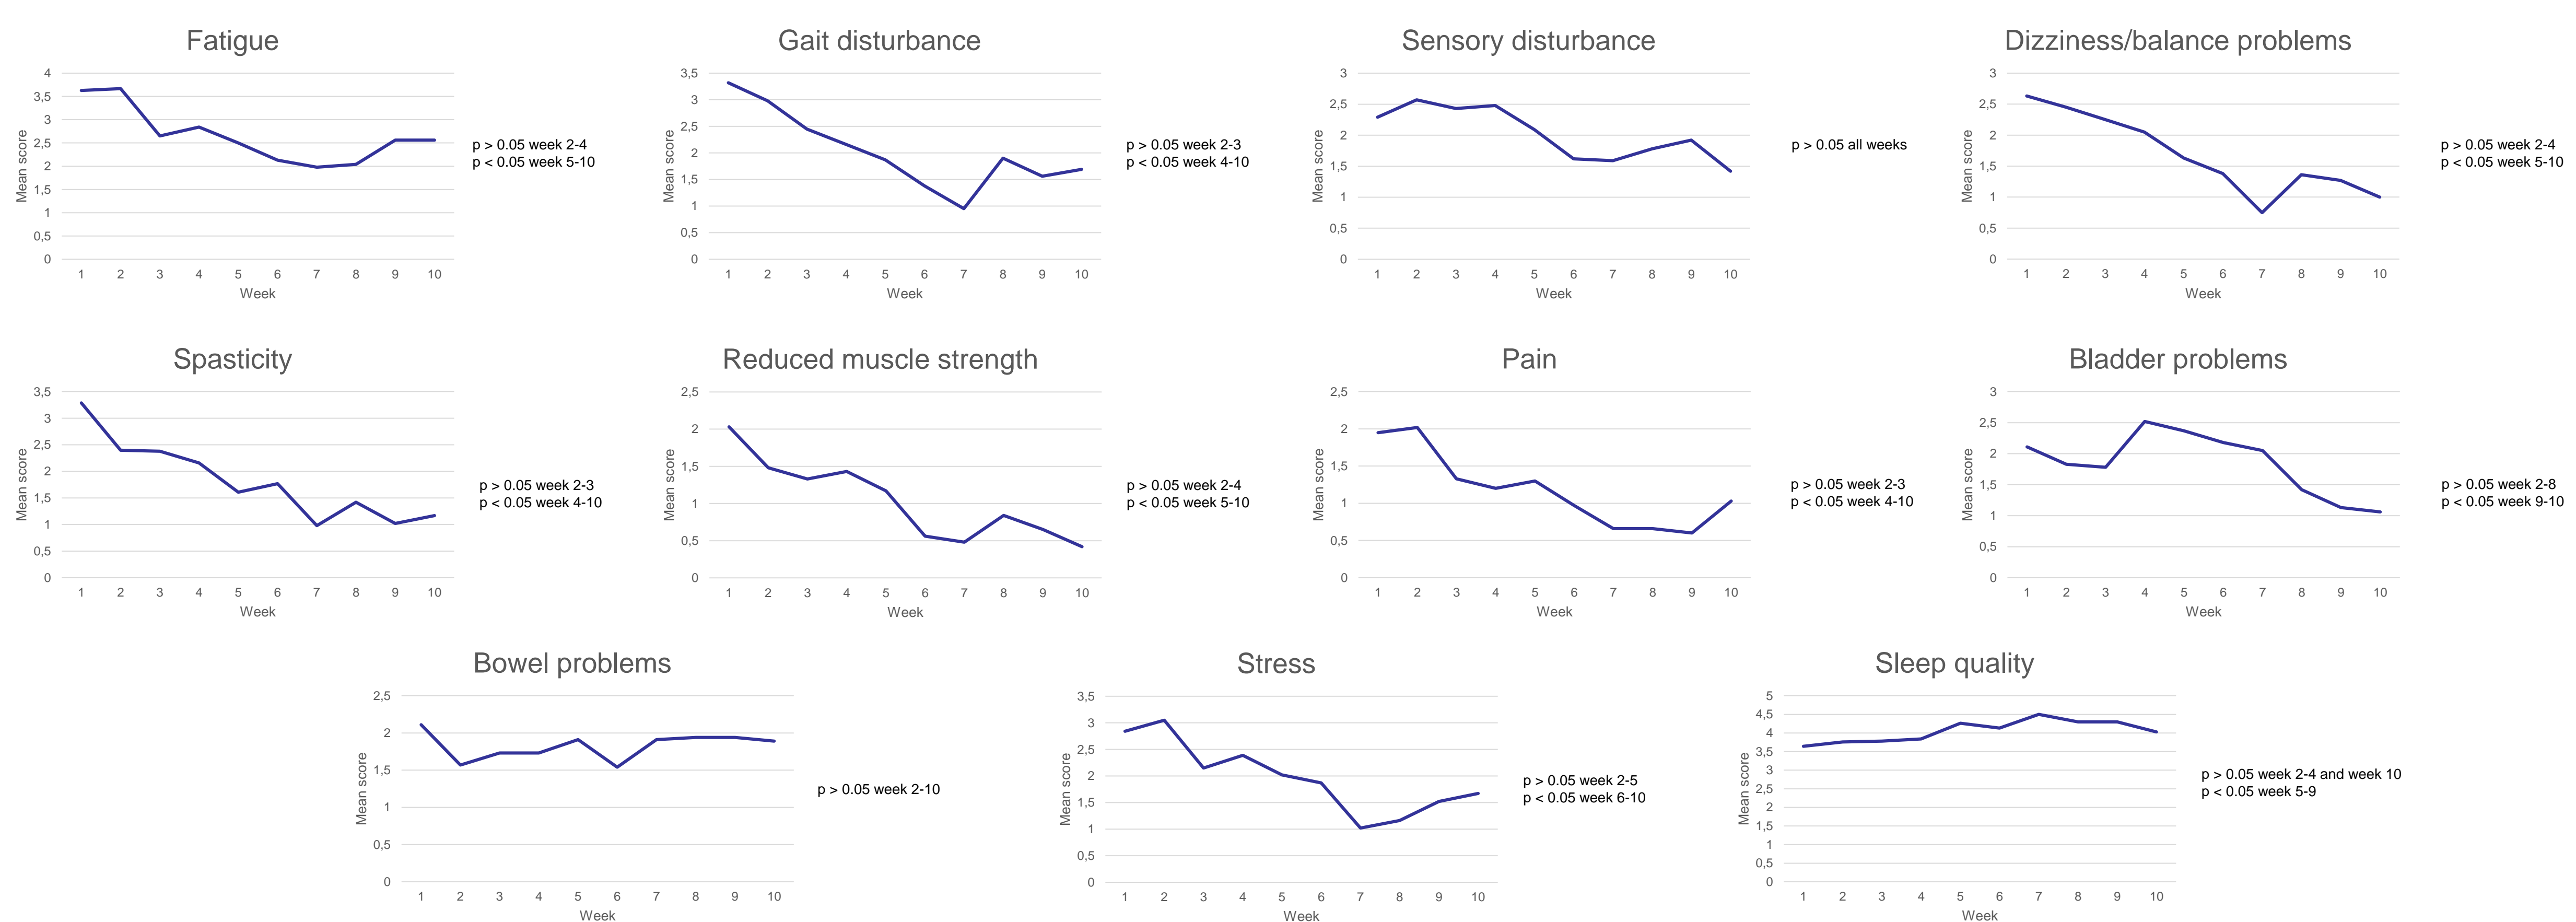 Fatigue
4
3,5
3
2,5
2
1,5
1
0,5
0
Mean score
1 2 3 4 5 6 7 8 9 10
Week
p > 0.05 week 2-4
p < 0.05 week 5-10
Gait disturbance
3,5
3
2,5
2
1,5
1
0,5
0
Mean score
1 2 3 4 5 6 7 8 9 10
Week
p > 0.05 week 2-3
p < 0.05 week 4-10
Sensory disturbance
3
2,5
2
1,5
1
0,5
0
Mean score
1 2 3 4 5 6 7 8 9 10
Week
p > 0.05 all weeks
Dizziness/balance problems
3
2,5
2
1,5
1
0,5
0
Mean score
1 2 3 4 5 6 7 8 9 10
Week
p > 0.05 week 2-4
p < 0.05 week 5-10
Spasticity
3,5
3
2,5
2
1,5
1
0,5
0
Mean score
1 2 3 4 5 6 7 8 9 10
Week
p > 0.05 week 2-3
p < 0.05 week 4-10
Reduced muscle strength
2,5
2
1,5
1
0,5
0
Mean score
1 2 3 4 5 6 7 8 9 10
Week
p > 0.05 week 2-4
p < 0.05 week 5-10
Pain
2,5
2
1,5
1
0,5
0
Mean score
1 2 3 4 5 6 7 8 9 10
Week
p > 0.05 week 2-3
p < 0.05 week 4-10
Bladder problems
3
2,5
2
1,5
1
0,5
0
Mean score
1 2 3 4 5 6 7 8 9 10
Week
p > 0.05 week 2-8
p < 0.05 week 9-10
Bowel problems
2,5
2
1,5
1
0,5
0
Mean score
1 2 3 4 5 6 7 8 9 10
Week
p > 0.05 week 2-10
Stress
3,5
3
2,5
2
1,5
1
0,5
0
Mean score
1 2 3 4 5 6 7 8 9 10
Week
p > 0.05 week 2-5
p < 0.05 week 6-10
Sleep quality
5
4,5
4
3,5
3
2,5
2
1,5
1
0,5
0
Mean score
1 2 3 4 5 6 7 8 9 10
Week
p > 0.05 week 2-4 and week 10
p < 0.05 week 5-9